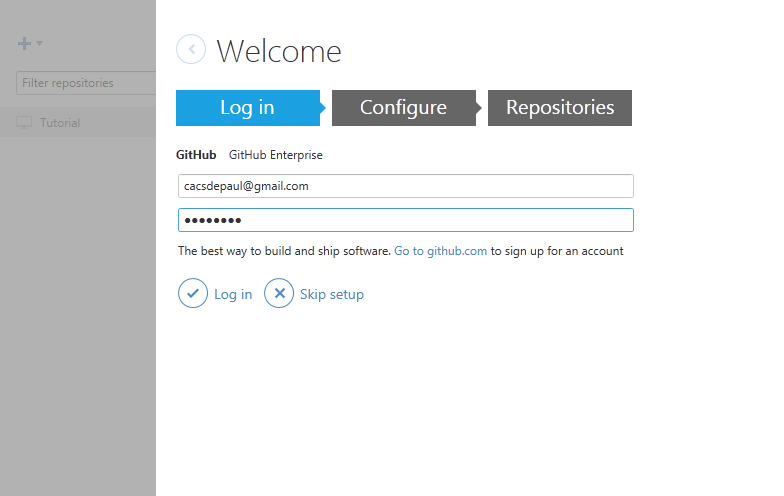 Welcome
Filter repositories
Tutorial
Log in Configure Repositories
GitHub GitHub Enterprise
cacsdepaul@gmail.com
••••••••
The best way to build and ship software. Go to github.com to sign up for an account
Log in Skip setup